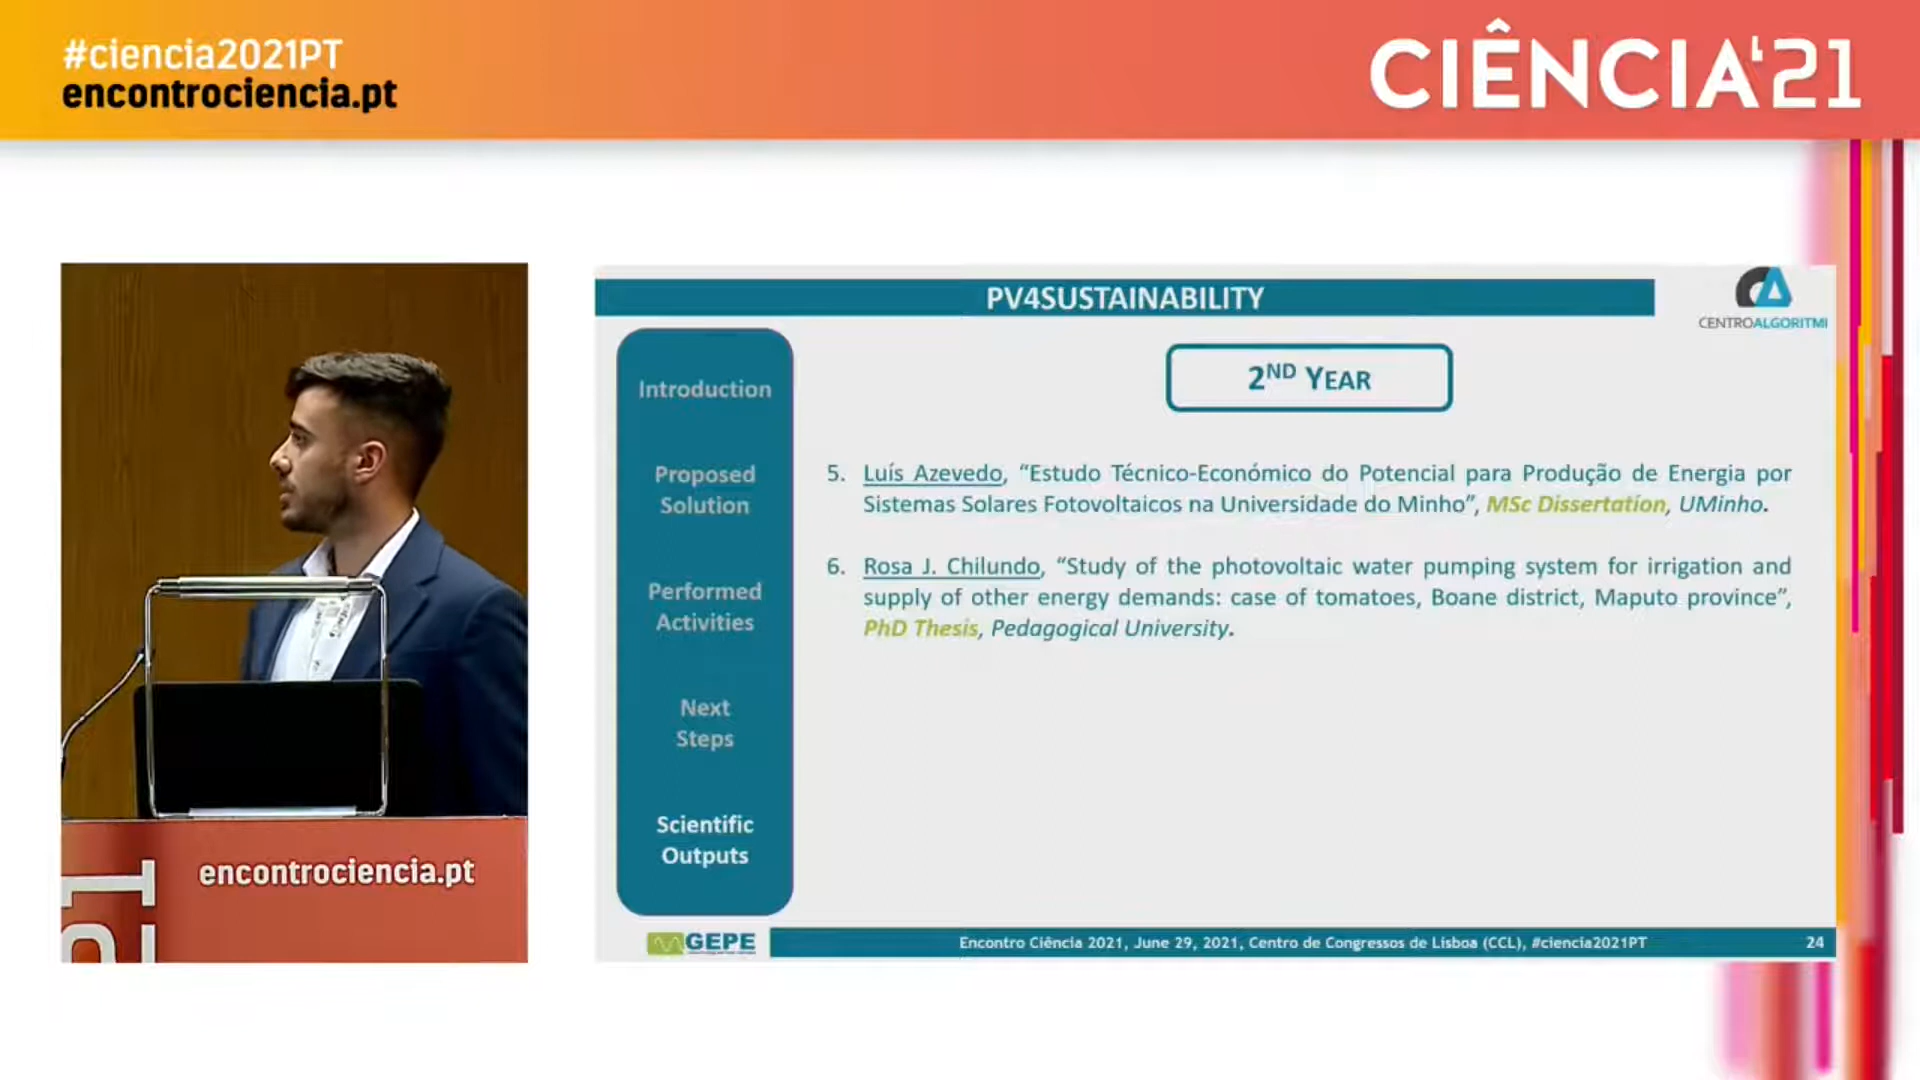 #ciencia2021PT
encontrociencia.pt
CIÊNCIA'21
encontrociencia.pt
21
PV4SUSTAINABILITY
CENTROALGORITMI
Introduction
Proposed
Solution
Performed
Activities
Next
Steps
Scientific
Outputs
2ND YEAR
5. Luís Azevedo, “Estudo Técnico-Económico do Potencial para Produção de Energia por
Sistemas Solares Fotovoltaicos na Universidade do Minho”, MSc Dissertation, UMinho.
6. Rosa J. Chilundo, “Study of the photovoltaic water pumping system for irrigation and
supply of other energy demands: case of tomatoes, Boane district, Maputo province”,
PhD Thesis, Pedagogical University.
GEPE
Encontro Ciência 2021, June 29, 2021, Centro de Congressos de Lisboa (CCL), #ciencia2021PT
24